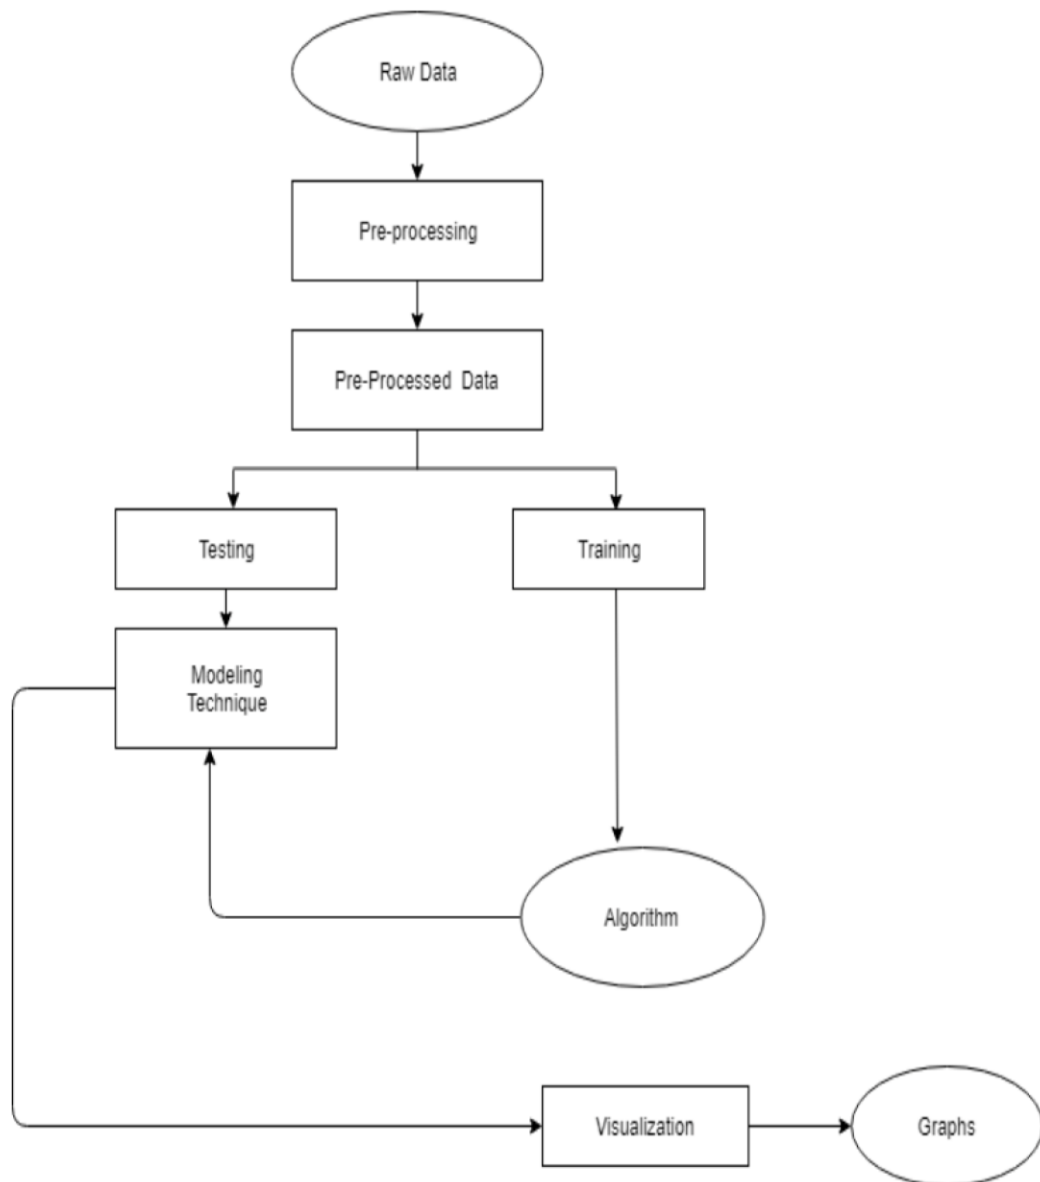 Raw Data
Pre-processing
Pre-Processed Data
Testing
Training
Modeling
Technique
Algorithm
Visualization
Graphs